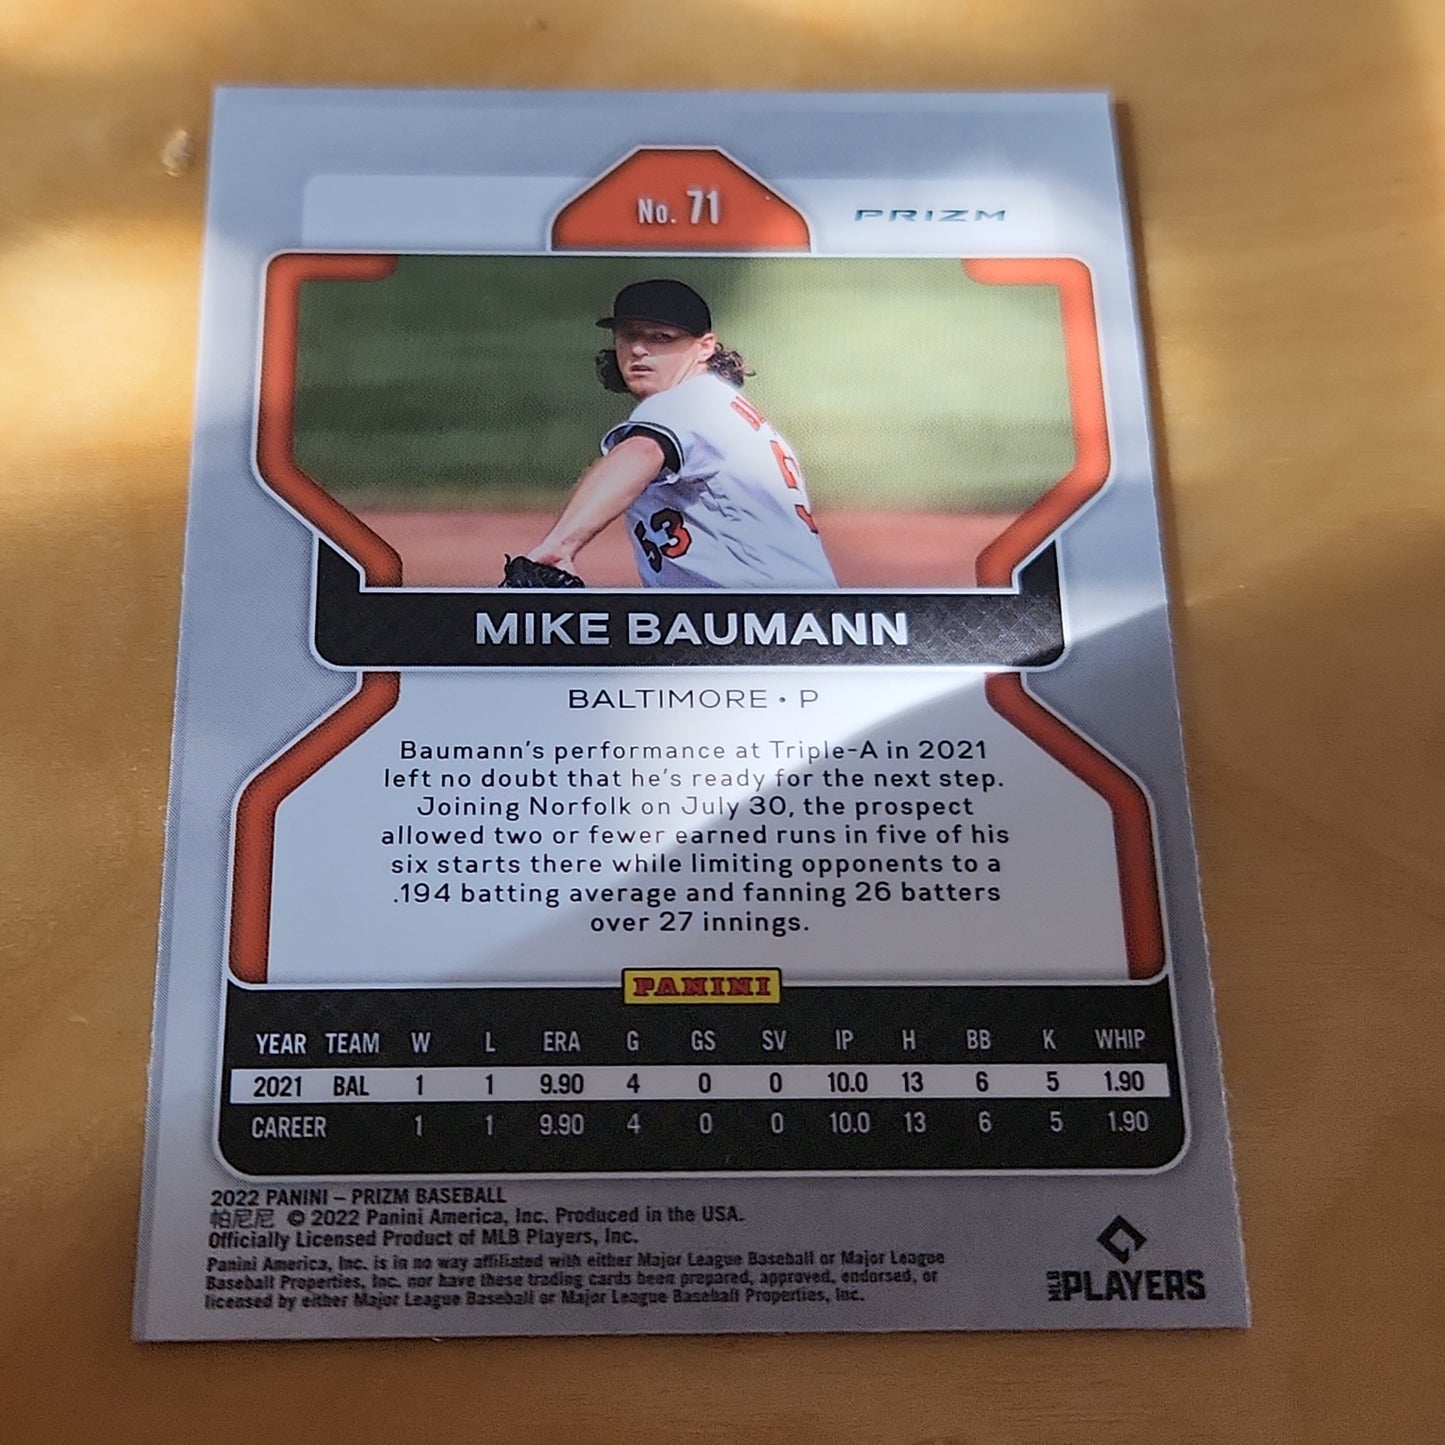 No. 71
PRIZM
53
MIKE BAUMANN
BALTIMORE • P
Baumann's performance at Triple-A in 2021
left no doubt that he's ready for the next step.
Joining Norfolk on July 30, the prospect
allowed two or fewer earned runs in five of his
six starts there while limiting opponents to a
.194 batting average and fanning 26 batters
over 27 innings.
PANINI
YEAR TEAM W L ERA G GS SV IP H BB K WHIP
2021 BAL 1 1 9.90 4 0 0 10.0 13 6 5 1.90
CAREER 1 1 9.90 4 0 0 10.0 13 6 5 1.90
2022 PANINI – PRIZM BASEBALL
帕尼尼 © 2022 Panini America, Inc. Produced in the USA.
Officially Licensed Product of MLB Players, Inc.
Panini America, Inc. is in no way affiliated with either Major League Baseball or Major League
Baseball Properties, Inc. nor have these trading cards been prepared, approved, endorsed, or
licensed by either Major League Baseball or Major League Baseball Properties, Inc.
MLB PLAYERS